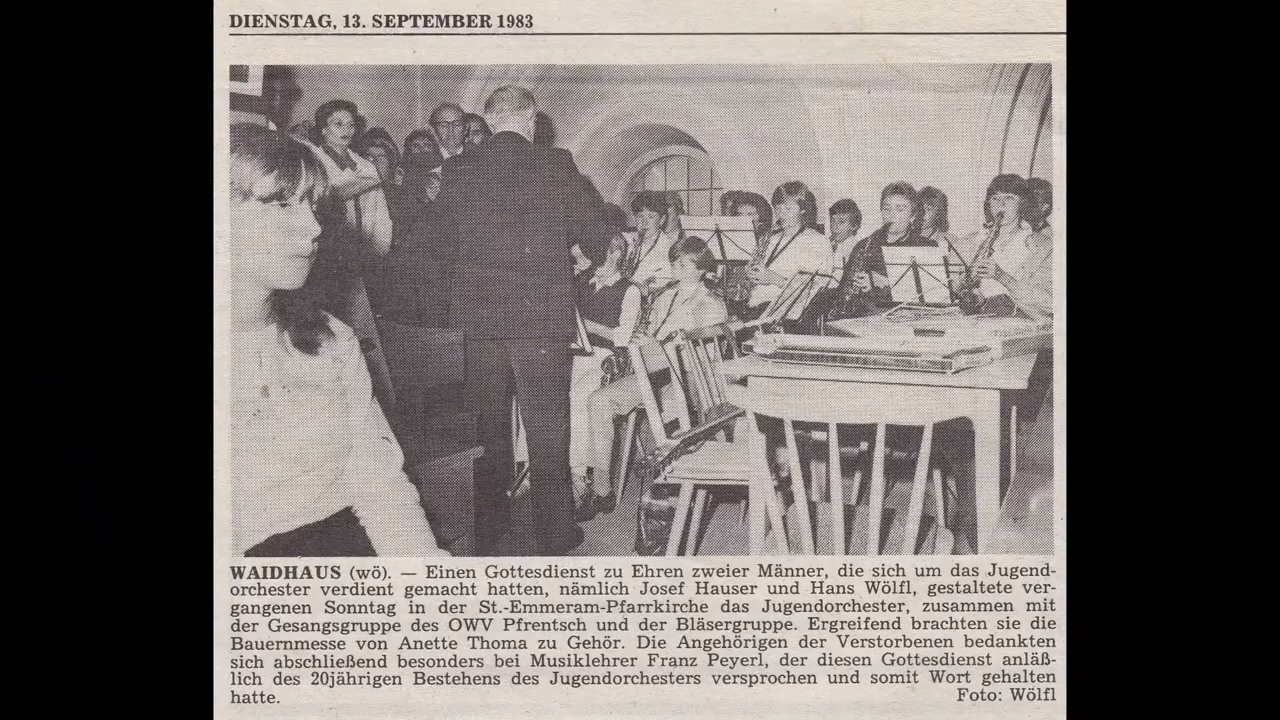 DIENSTAG, 13. SEPTEMBER 1983
WAIDHAUS (wö). — Einen Gottesdienst zu Ehren zweier Männer, die sich um das Jugend-
orchester verdient gemacht hatten, nämlich Josef Hauser und Hans Wölfl, gestaltete ver-
gangenen Sonntag in der St.-Emmeram-Pfarrkirche das Jugendorchester, zusammen mit
der Gesangsgruppe des OWV Pfrentsch und der Bläsergruppe. Ergreifend brachten sie die
Bauernmesse von Anette Thoma zu Gehör. Die Angehörigen der Verstorbenen bedankten
sich abschließend besonders bei Musiklehrer Franz Peyerl, der diesen Gottesdienst anläß-
lich des 20jährigen Bestehens des Jugendorchesters versprochen und somit Wort gehalten
hatte. Foto: Wölfl